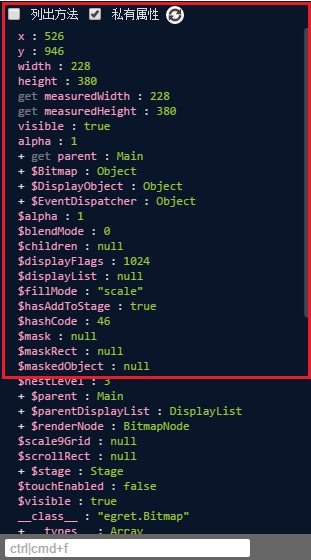 列出方法 私有属性
x : 526
y : 946
width : 228
height : 380
get measuredWidth : 228
get measuredHeight : 380
visible : true
alpha : 1
+ get parent : Main
+ $Bitmap : Object
+ $DisplayObject : Object
+ $EventDispatcher : Object
$alpha : 1
$blendMode : 0
$children : null
$displayFlags : 1024
$displayList : null
$fillMode : "scale"
$hasAddToStage : true
$hashCode : 46
$mask : null
$maskRect : null
$maskedObject : null
$nestLevel : 3
+ $parent : Main
+ $parentDisplayList : DisplayList
+ $renderNode : BitmapNode
$scale9Grid : null
$scrollRect : null
+ $stage : Stage
$touchEnabled : false
$visible : true
__class__ : "egret.Bitmap"
+ __types__ : Array
ctrl|cmd+f